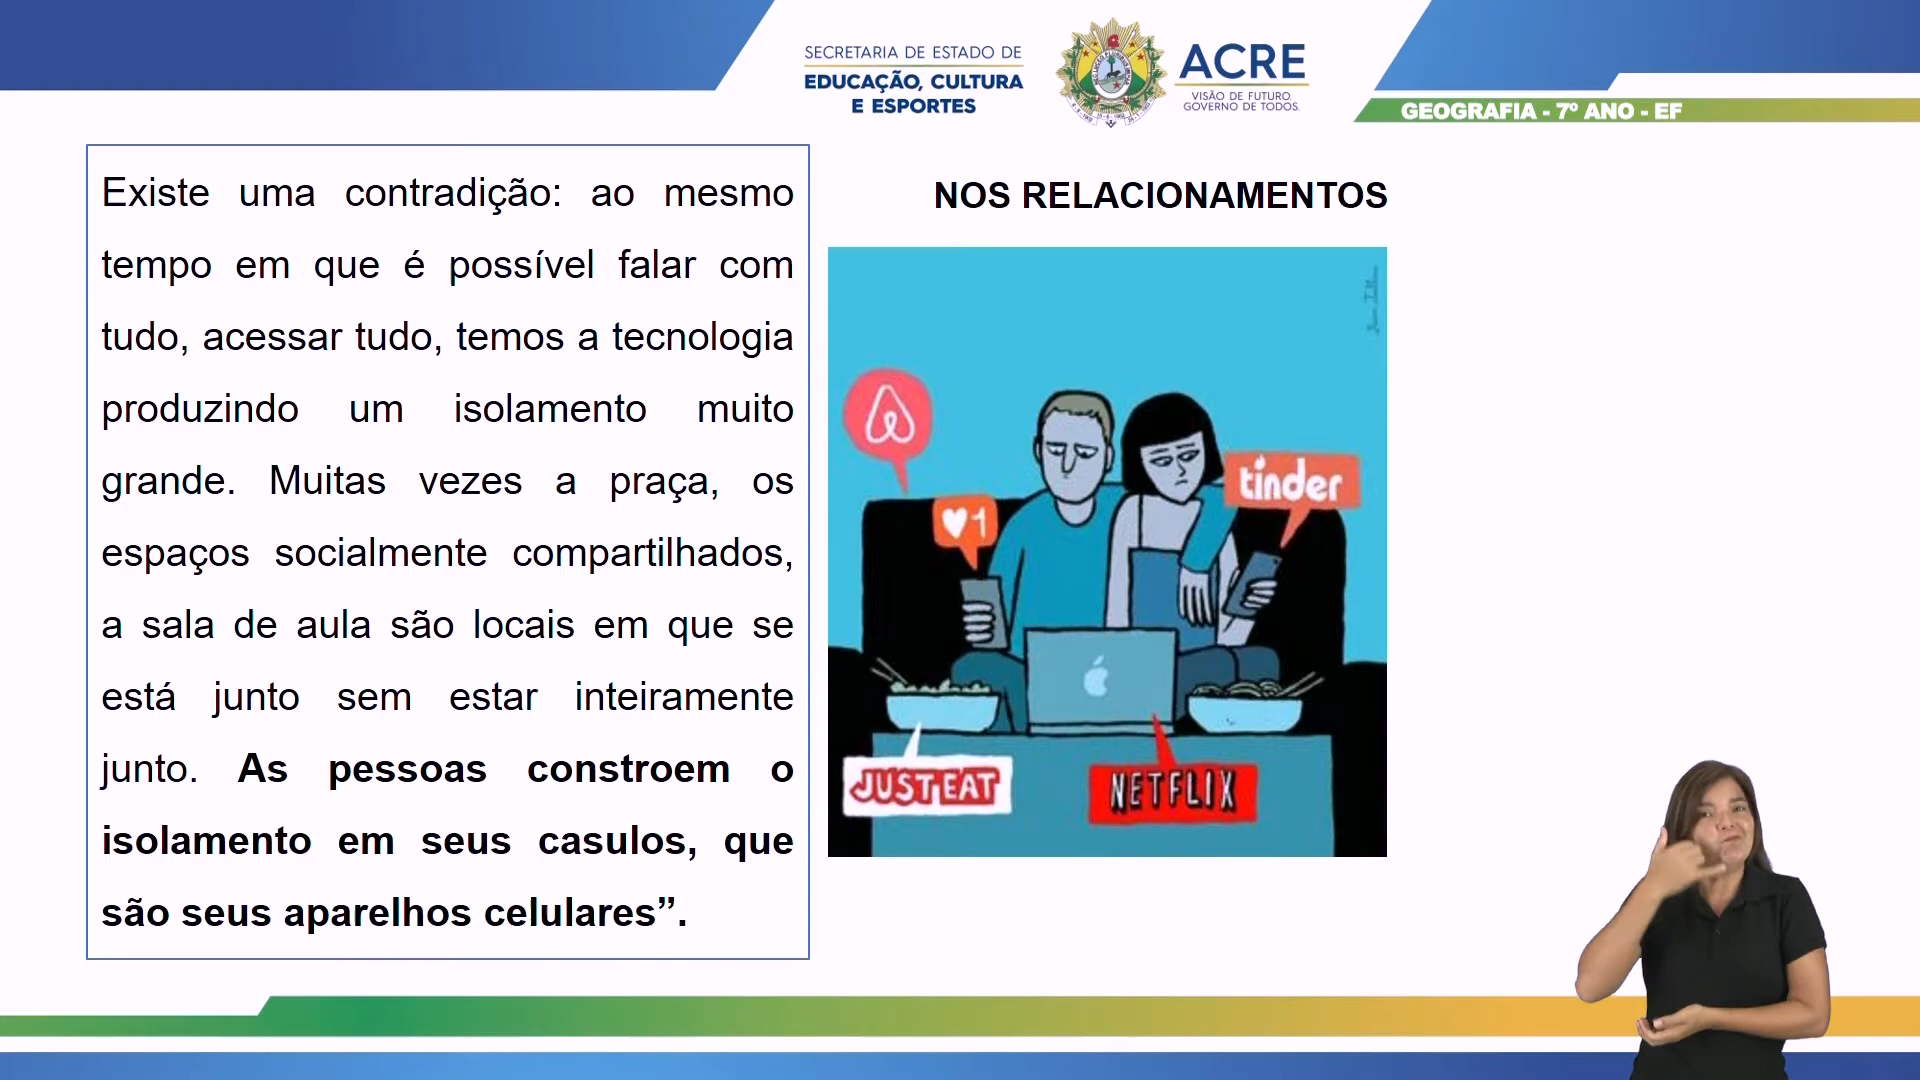 SECRETARIA DE ESTADO DE
EDUCAÇÃO, CULTURA
E ESPORTES
ACRE
VISÃO DE FUTURO.
GOVERNO DE TODOS.
GEOGRAFIA - 7º ANO - EF
Existe uma contradição: ao mesmo
tempo em que é possível falar com
tudo, acessar tudo, temos a tecnologia
produzindo um isolamento muito
grande. Muitas vezes a praça, os
espaços socialmente compartilhados,
a sala de aula são locais em que se
está junto sem estar inteiramente
junto. As pessoas constroem o
isolamento em seus casulos, que
são seus aparelhos celulares”.
NOS RELACIONAMENTOS
1
tinder
JUST EAT
NETFLIX